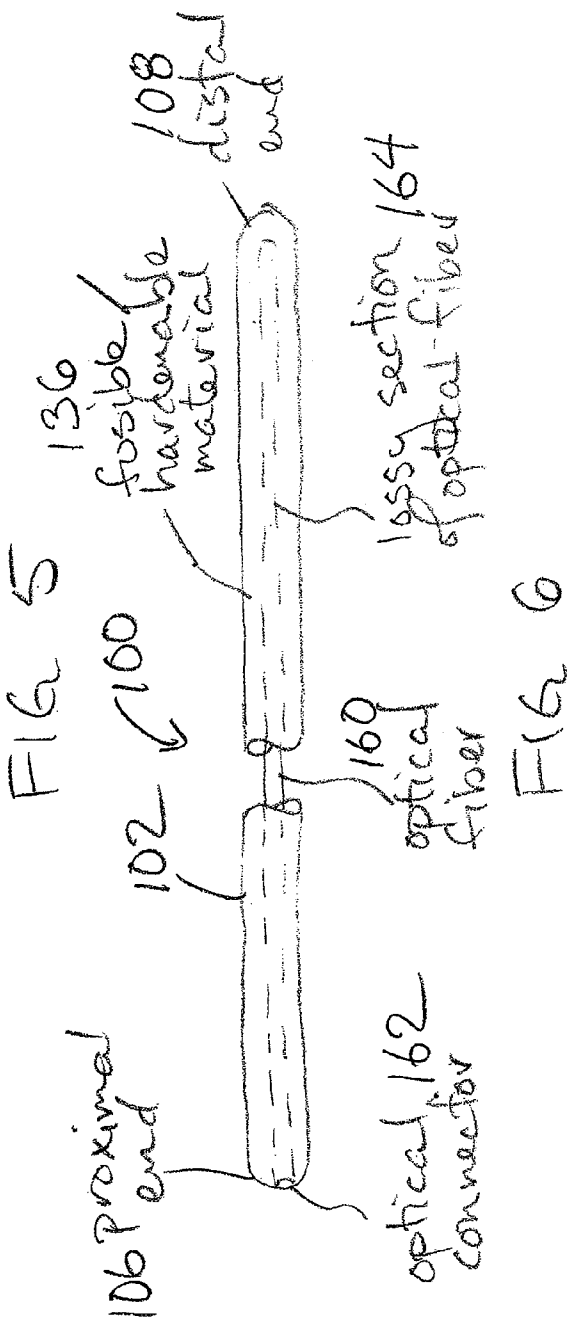 FIG 5
106 proximal
end
102
100
136
fusible/
hardenable
material
108
distal
end
optical 162
connector
160
optical
fiber
lossy section 164
of optical fiber
FIG 6